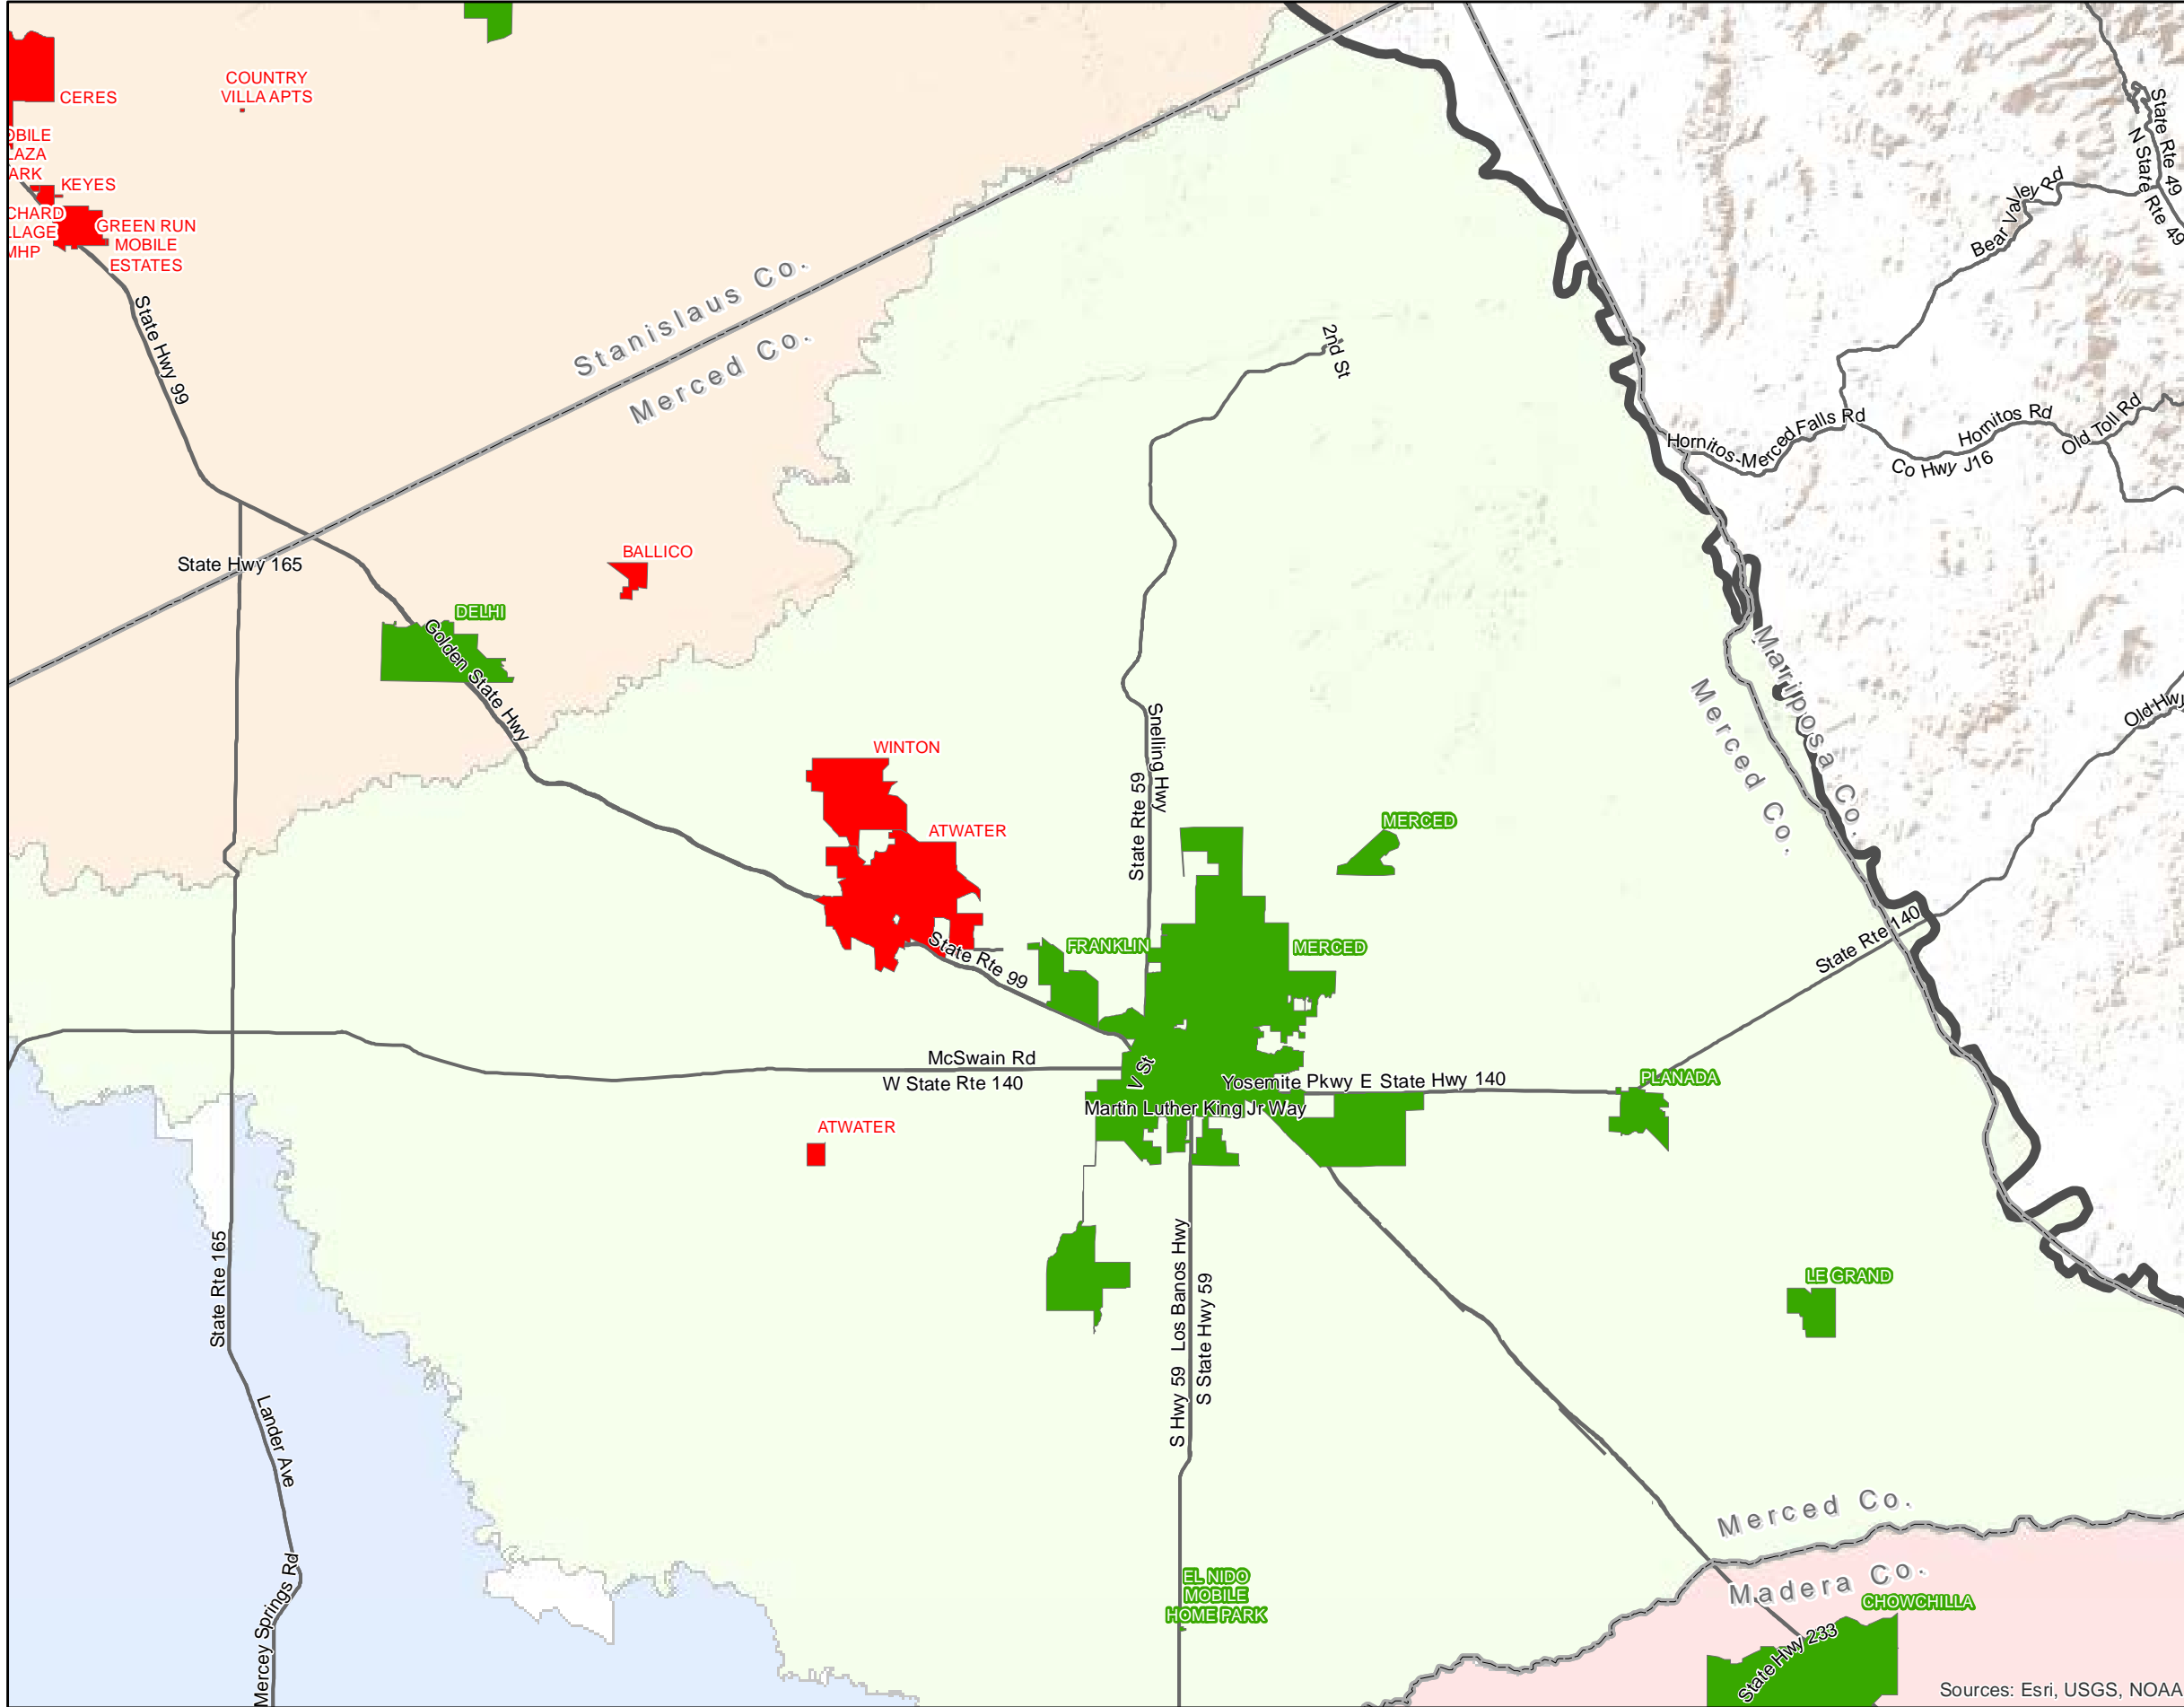 CERES
COUNTRY
VILLA APTS
OBILE
LAZA
ARK
KEYES
CHARD
LLAGE
MHP
GREEN RUN
MOBILE
ESTATES
State Hwy 99
Stanislaus Co.
Merced Co.
2nd St
State Rte 49
N State Rte 49
Bear Valley Rd
Hornitos-Merced Falls Rd
Hornitos Rd
Old Toll Rd
Co Hwy J16
State Hwy 165
BALLICO
DELHI
Golden State Hwy
Mariposa Co.
Merced Co.
Old Hwy
WINTON
Snelling Hwy
State Rte 59
ATWATER
MERCED
FRANKLIN
MERCED
State Rte 99
State Rte 140
McSwain Rd
W State Rte 140
V St
Yosemite Pkwy E State Hwy 140
PLANADA
Martin Luther King Jr Way
ATWATER
State Rte 165
S Hwy 59 Los Banos Hwy
S State Hwy 59
LE GRAND
Lander Ave
Merced Co.
Madera Co.
Mercey Springs Rd
EL NIDO
MOBILE
HOME PARK
CHOWCHILLA
State Hwy 233
Sources: Esri, USGS, NOAA